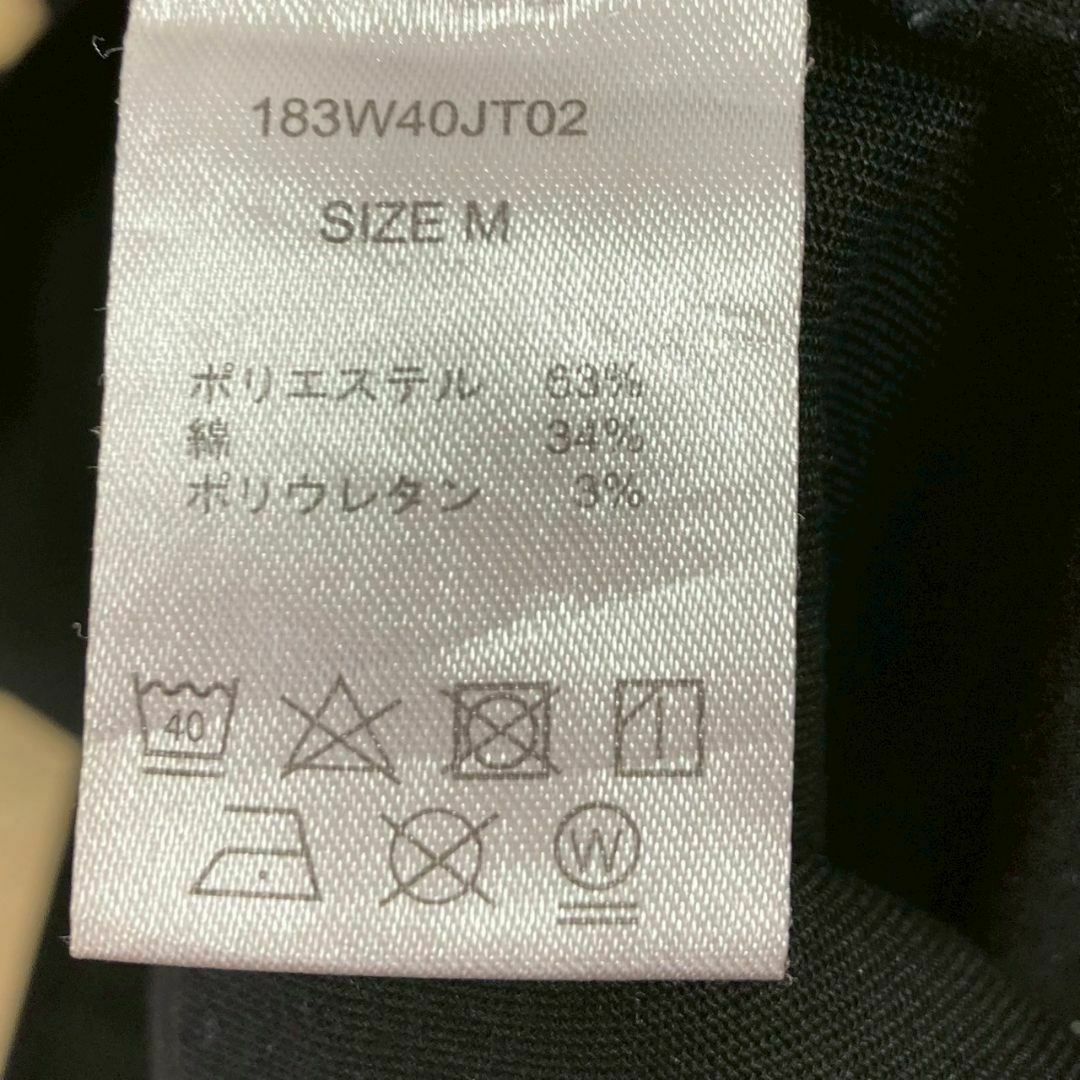 183W40JT02
SIZE M
ポリエステル 63%
綿 34%
ポリウレタン 3%
40
W